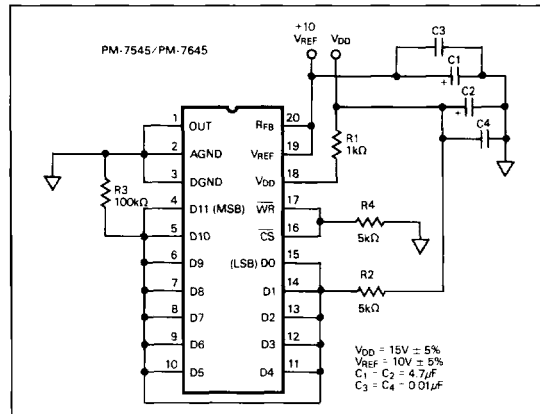 PM-7545/PM-7645
+10
VREF
VDD
C3
C1
+
C2
+
C4
R1
1kΩ
R3
100kΩ
R4
5kΩ
R2
5kΩ
1 OUT RFB 20
2 AGND VREF 19
3 DGND VDD 18
4 D11 (MSB) WR 17
5 D10 CS 16
6 D9 (LSB) D0 15
7 D8 D1 14
8 D7 D2 13
9 D6 D3 12
10 D5 D4 11
VDD = 15V ± 5%
VREF = 10V ± 5%
C1 = C2 = 4.7μF
C3 = C4 = 0.01μF